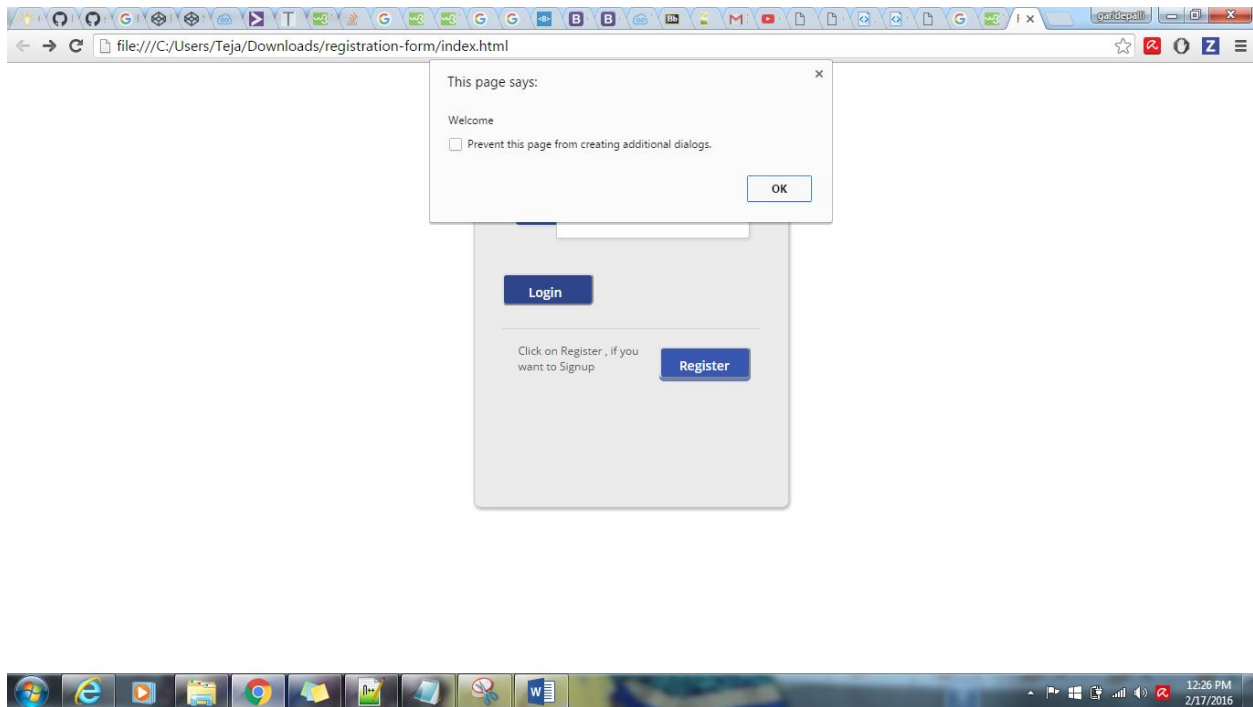 garidepalli
file:///C:/Users/Teja/Downloads/registration-form/index.html
This page says:
Welcome
Prevent this page from creating additional dialogs.
OK
Login
Click on Register , if you
want to Signup
Register
12:26 PM
2/17/2016